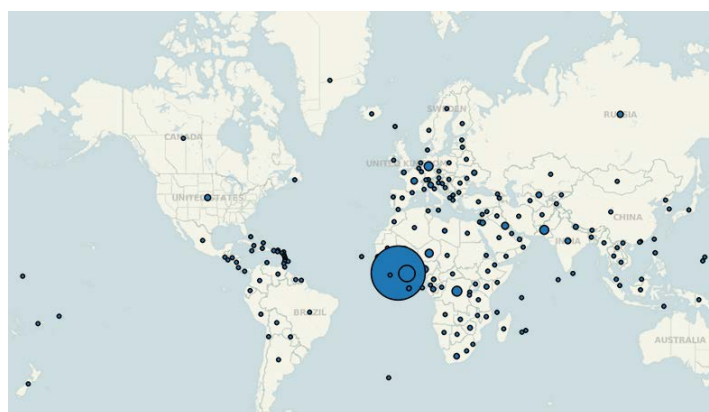 SWEDEN
RUSSIA
CANADA
UNITED KINGDOM
UNITED STATES
CHINA
INDIA
BRAZIL
AUSTRALIA